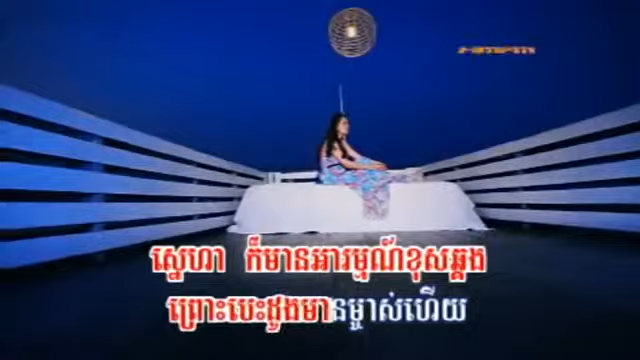 ស្នេហា ក៏មានអារម្មណ៍ខុសឆ្គង
ព្រោះបេះដូងមានម្ចាស់ហើយ